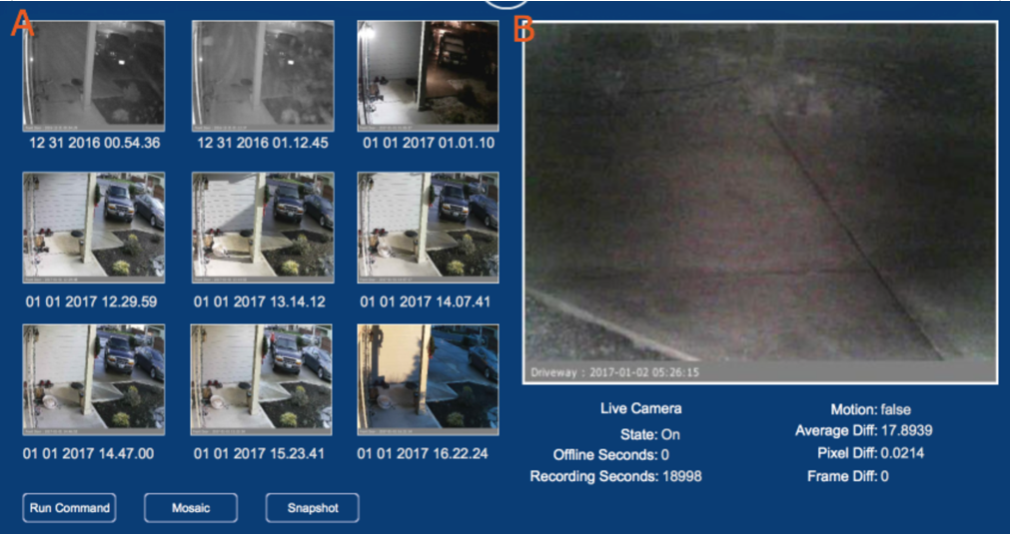 A
B
12 31 2016 00.54.36
12 31 2016 01.12.45
01 01 2017 01.01.10
01 01 2017 12.29.59
01 01 2017 13.14.12
01 01 2017 14.07.41
01 01 2017 14.47.00
01 01 2017 15.23.41
01 01 2017 16.22.24
Run Command
Mosaic
Snapshot
Driveway : 2017-01-02 05:26:15
Live Camera
State: On
Offline Seconds: 0
Recording Seconds: 18998
Motion: false
Average Diff: 17.8939
Pixel Diff: 0.0214
Frame Diff: 0